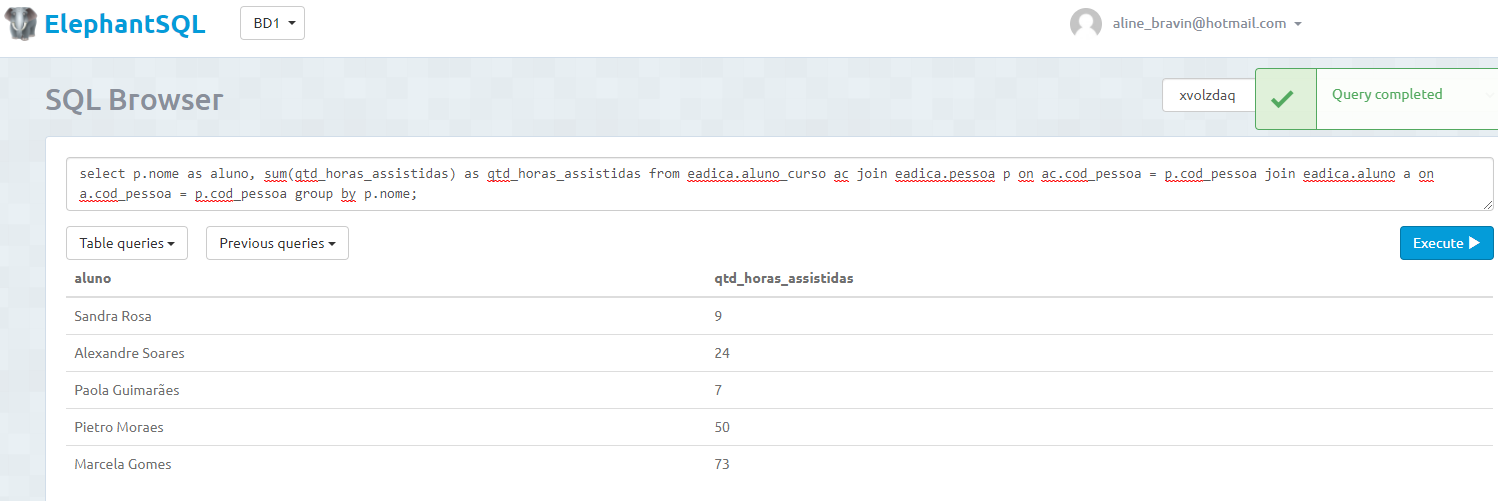 ElephantSQL BD1 aline_bravin@hotmail.com
SQL Browser xvolzdaq Query completed
select p.nome as aluno, sum(qtd_horas_assistidas) as qtd_horas_assistidas from eadica.aluno_curso ac join eadica.pessoa p on ac.cod_pessoa = p.cod_pessoa join eadica.aluno a on
a.cod_pessoa = p.cod_pessoa group by p.nome;
Table queries Previous queries Execute
aluno qtd_horas_assistidas
Sandra Rosa 9
Alexandre Soares 24
Paola Guimarães 7
Pietro Moraes 50
Marcela Gomes 73